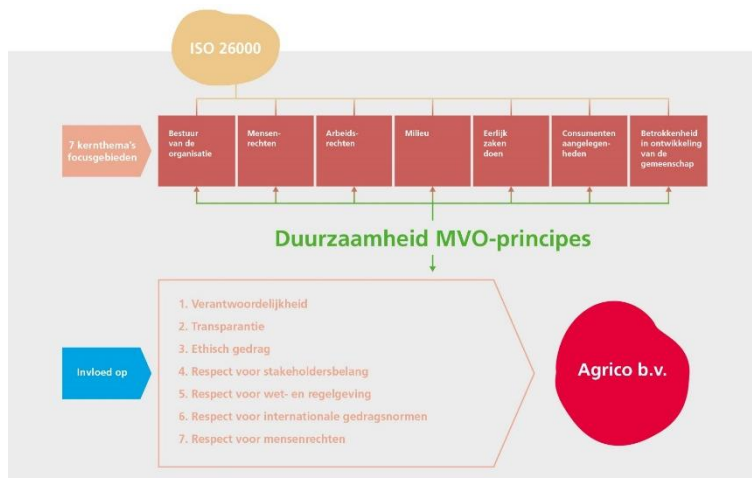 ISO 26000
7 kernthema's
focusgebieden
Bestuur
van de
organisatie
Mensen-
rechten
Arbeids-
rechten
Milieu
Eerlijk
zaken
doen
Consumenten
aangelegen-
heden
Betrokkenheid
in ontwikkeling
van de
gemeenschap
Duurzaamheid MVO-principes
Invloed op
1. Verantwoordelijkheid
2. Transparantie
3. Ethisch gedrag
4. Respect voor stakeholdersbelang
5. Respect voor wet- en regelgeving
6. Respect voor internationale gedragsnormen
7. Respect voor mensenrechten
Agrico b.v.